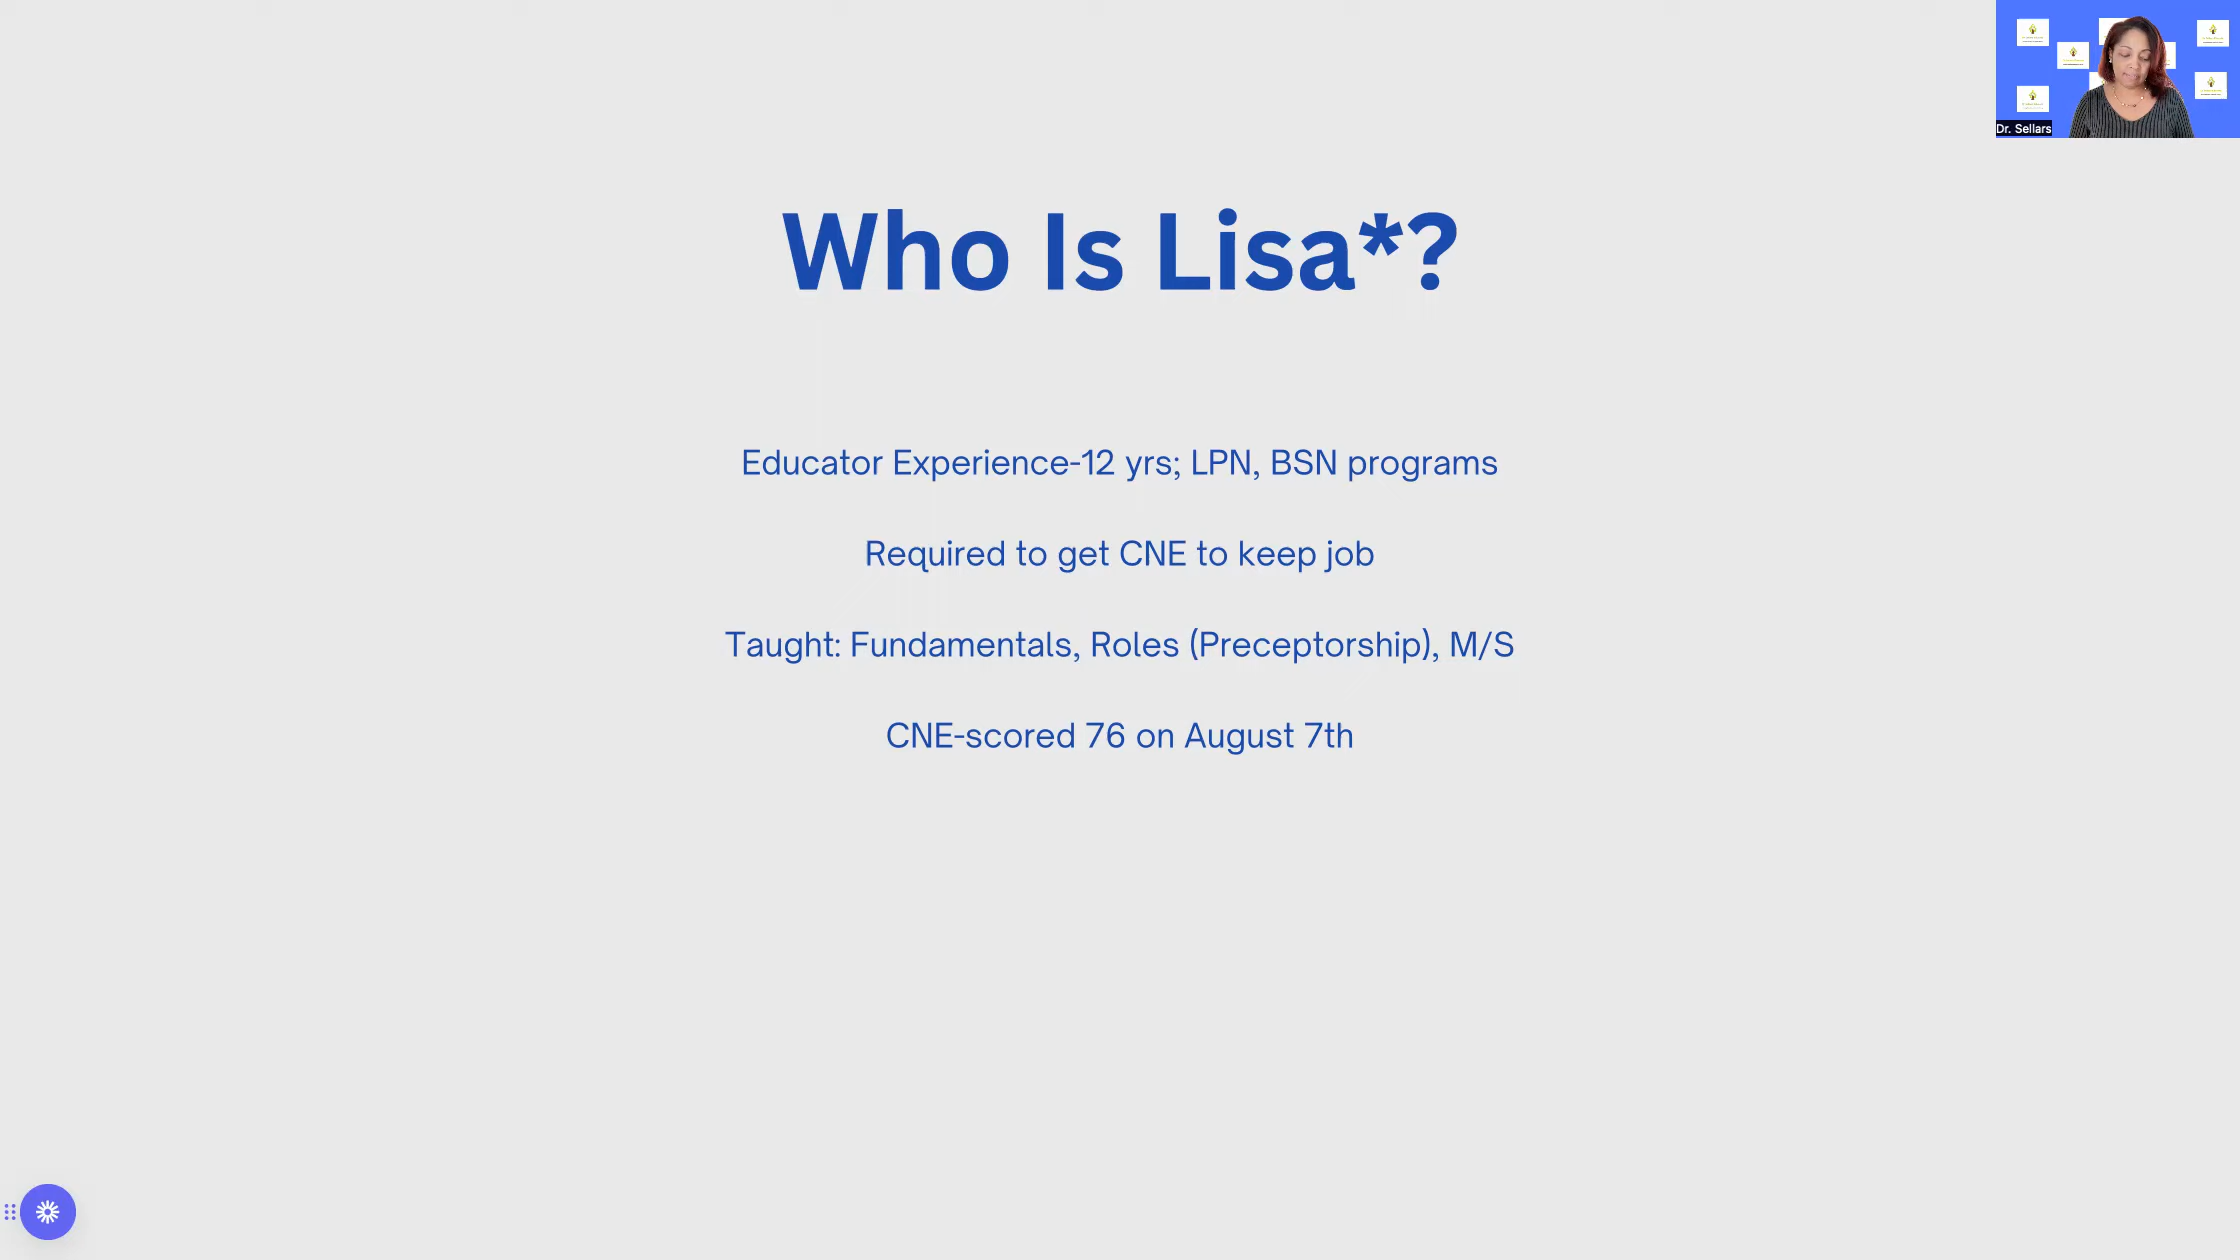 Dr. Sellars
Who Is Lisa*?
Educator Experience-12 yrs; LPN, BSN programs
Required to get CNE to keep job
Taught: Fundamentals, Roles (Preceptorship), M/S
CNE-scored 76 on August 7th